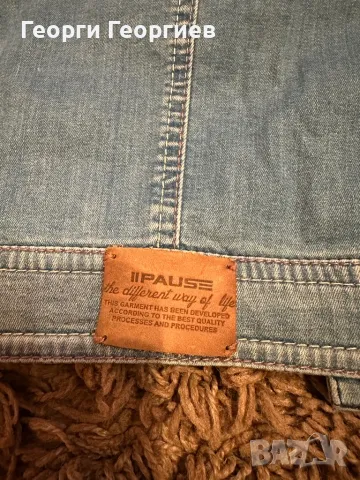 Георги Георгиев
||PAUSE
the different way of life
THIS GARMENT HAS BEEN DEVELOPED
ACCORDING TO THE BEST QUALITY
PROCESSES AND PROCEDURES
BAZAR